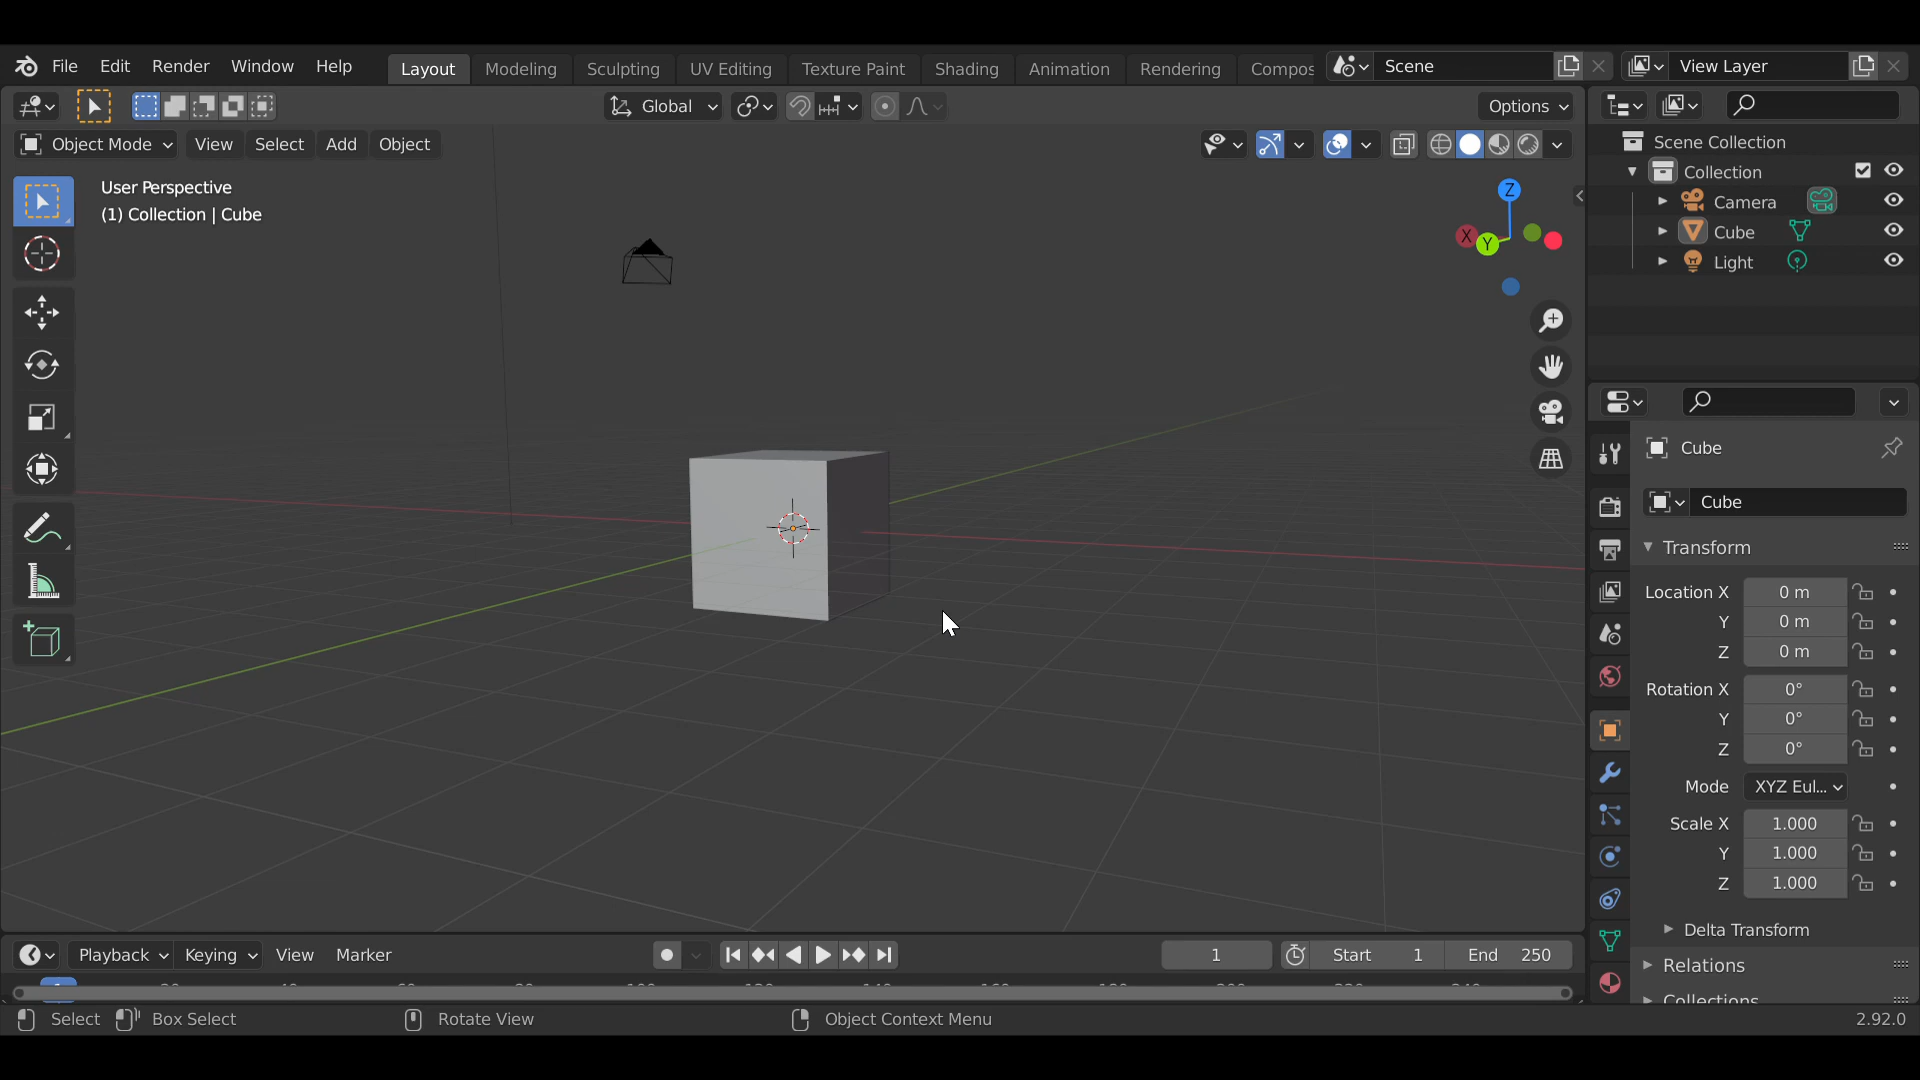 File Edit Render Window Help Layout Modeling Sculpting UV Editing Texture Paint Shading Animation Rendering Compos Scene View Layer
Global Options
Object Mode View Select Add Object
User Perspective
(1) Collection | Cube
Z
X Y
Scene Collection
Collection
Camera
Cube
Light
Cube
Cube
Transform
Location X 0 m
Y 0 m
Z 0 m
Rotation X 0°
Y 0°
Z 0°
Mode XYZ Eul...
Scale X 1.000
Y 1.000
Z 1.000
Delta Transform
Relations
Collections
Playback Keying View Marker 1 Start 1 End 250
Select Box Select Rotate View Object Context Menu 2.92.0